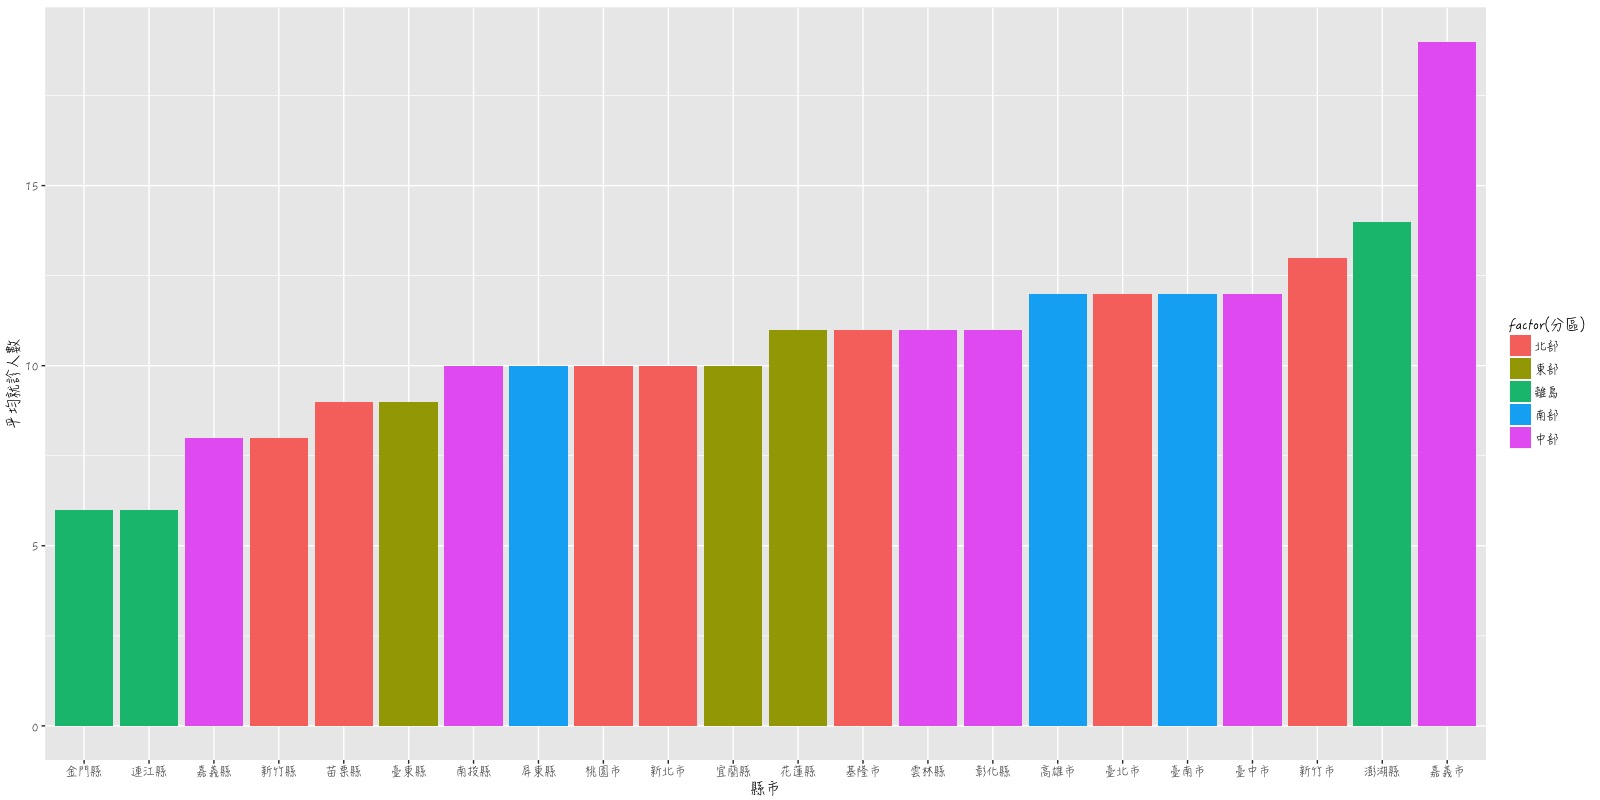 平均就診人數
15
10
5
0
金門縣 連江縣 嘉義縣 新竹縣 苗栗縣 臺東縣 南投縣 屏東縣 桃園市 新北市 宜蘭縣 花蓮縣 基隆市 雲林縣 彰化縣 高雄市 臺北市 臺南市 臺中市 新竹市 澎湖縣 嘉義市
縣市
factor(分區)
北部
東部
離島
南部
中部